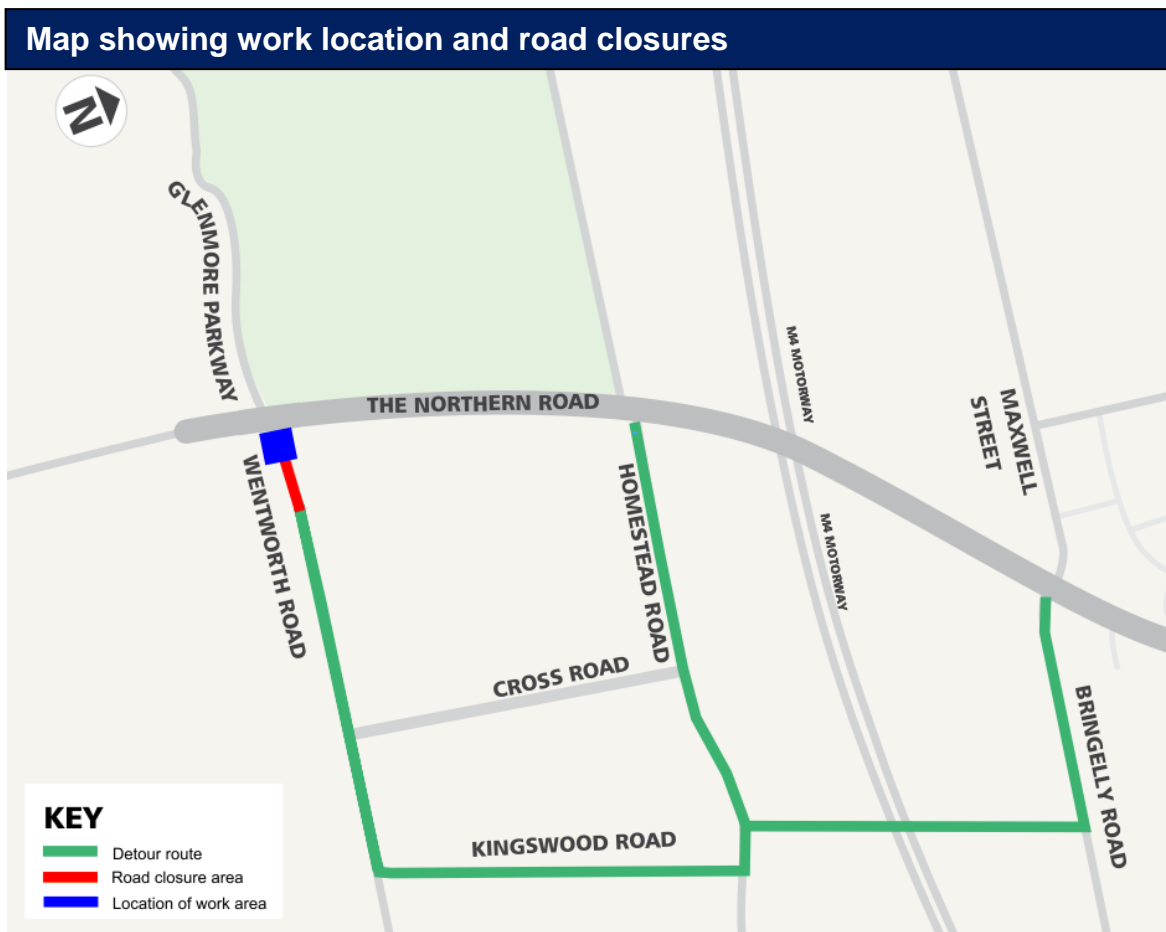 Map showing work location and road closures
N
GLENMORE PARKWAY
THE NORTHERN ROAD
M4 MOTORWAY
MAXWELL
STREET
WENTWORTH ROAD
HOMESTEAD ROAD
M4 MOTORWAY
CROSS ROAD
BRINGELLY ROAD
KINGSWOOD ROAD
KEY
Detour route
Road closure area
Location of work area